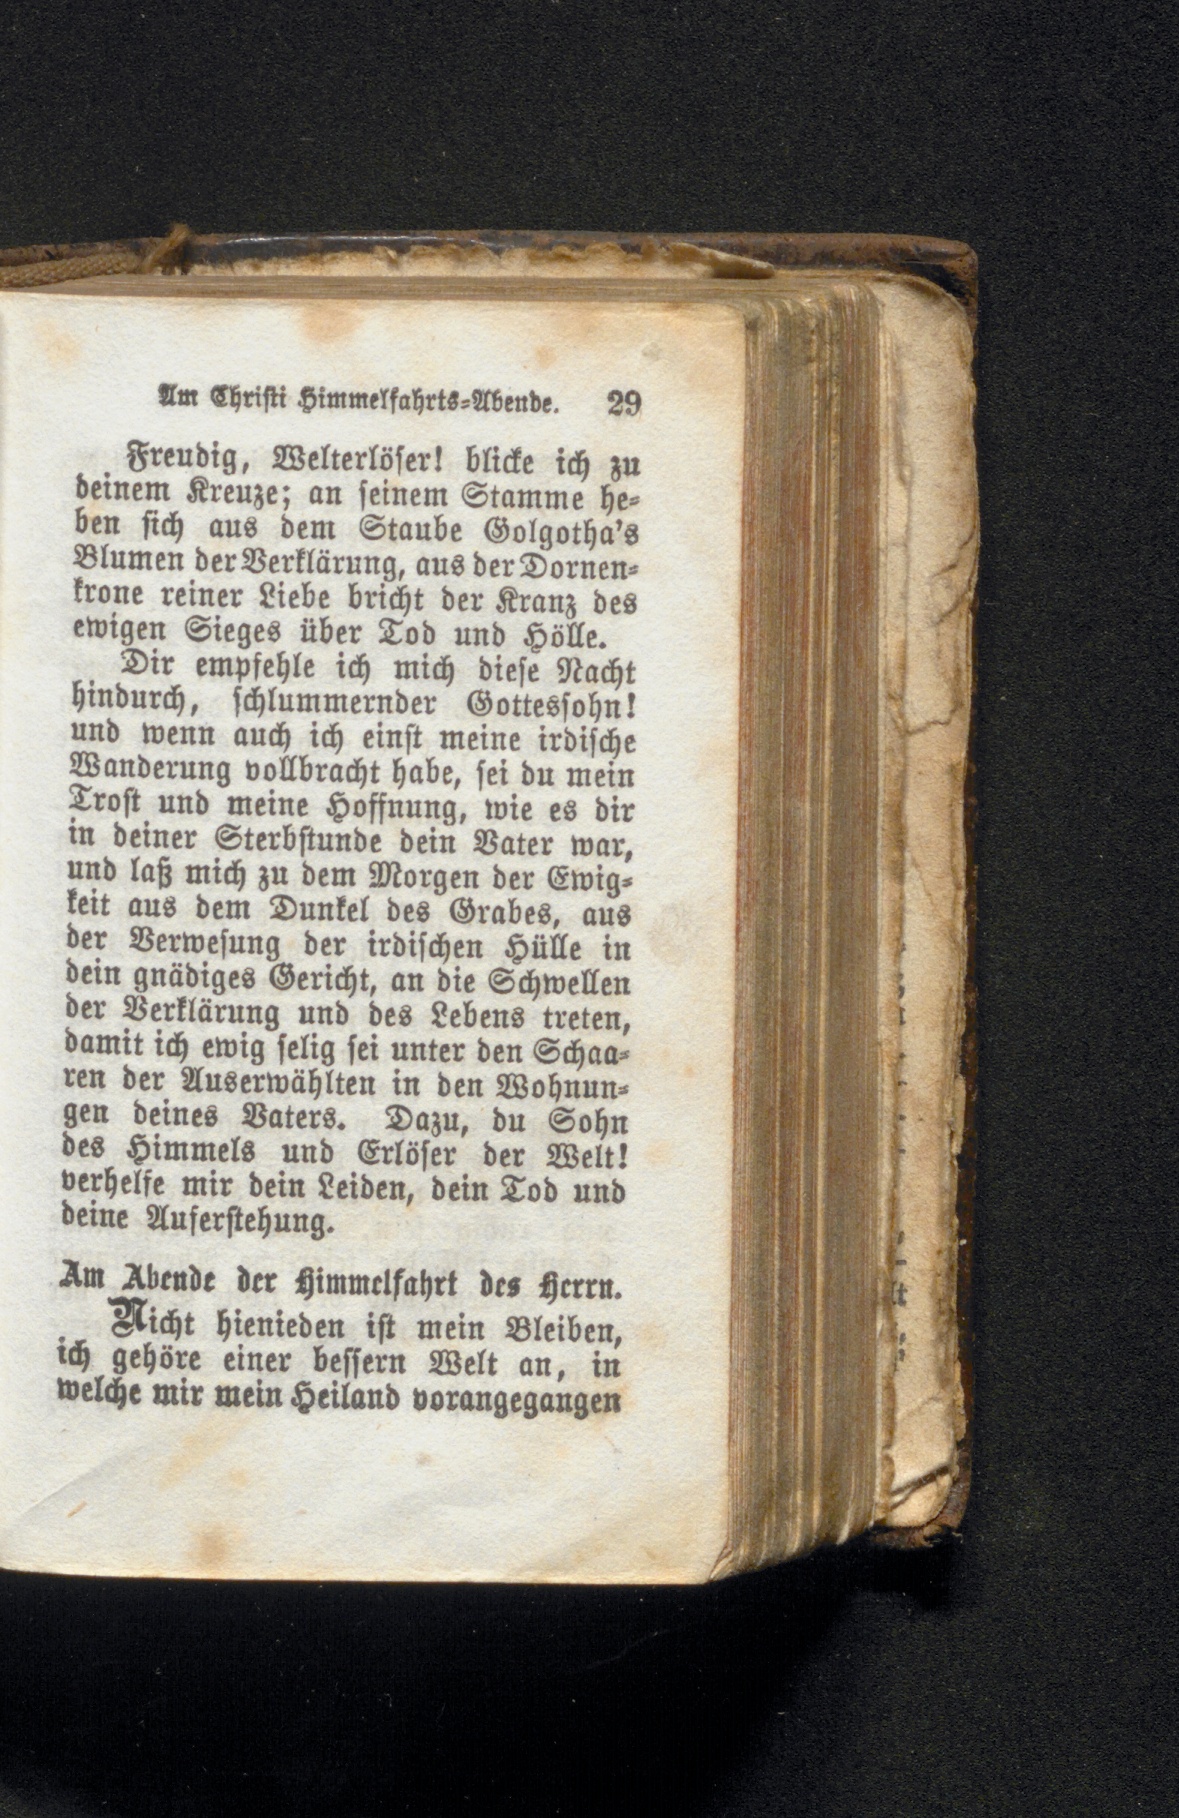 Am Christi Himmelfahrts-Abende. 29
Freudig, Welterlöser! blicke ich zu
deinem Kreuze; an seinem Stamme he-
ben sich aus dem Staube Golgotha's
Blumen der Verklärung, aus der Dornen-
krone reiner Liebe bricht der Kranz des
ewigen Sieges über Tod und Hölle.
Dir empfehle ich mich diese Nacht
hindurch, schlummernder Gottessohn!
und wenn auch ich einst meine irdische
Wanderung vollbracht habe, sei du mein
Trost und meine Hoffnung, wie es dir
in deiner Sterbstunde dein Vater war,
und laß mich zu dem Morgen der Ewig-
keit aus dem Dunkel des Grabes, aus
der Verwesung der irdischen Hülle in
dein gnädiges Gericht, an die Schwellen
der Verklärung und des Lebens treten,
damit ich ewig selig sei unter den Schaa-
ren der Auserwählten in den Wohnun-
gen deines Vaters. Dazu, du Sohn
des Himmels und Erlöser der Welt!
verhelfe mir dein Leiden, dein Tod und
deine Auferstehung.
Am Abende der Himmelfahrt des Herrn.
Nicht hienieden ist mein Bleiben,
ich gehöre einer bessern Welt an, in
welche mir mein Heiland vorangegangen